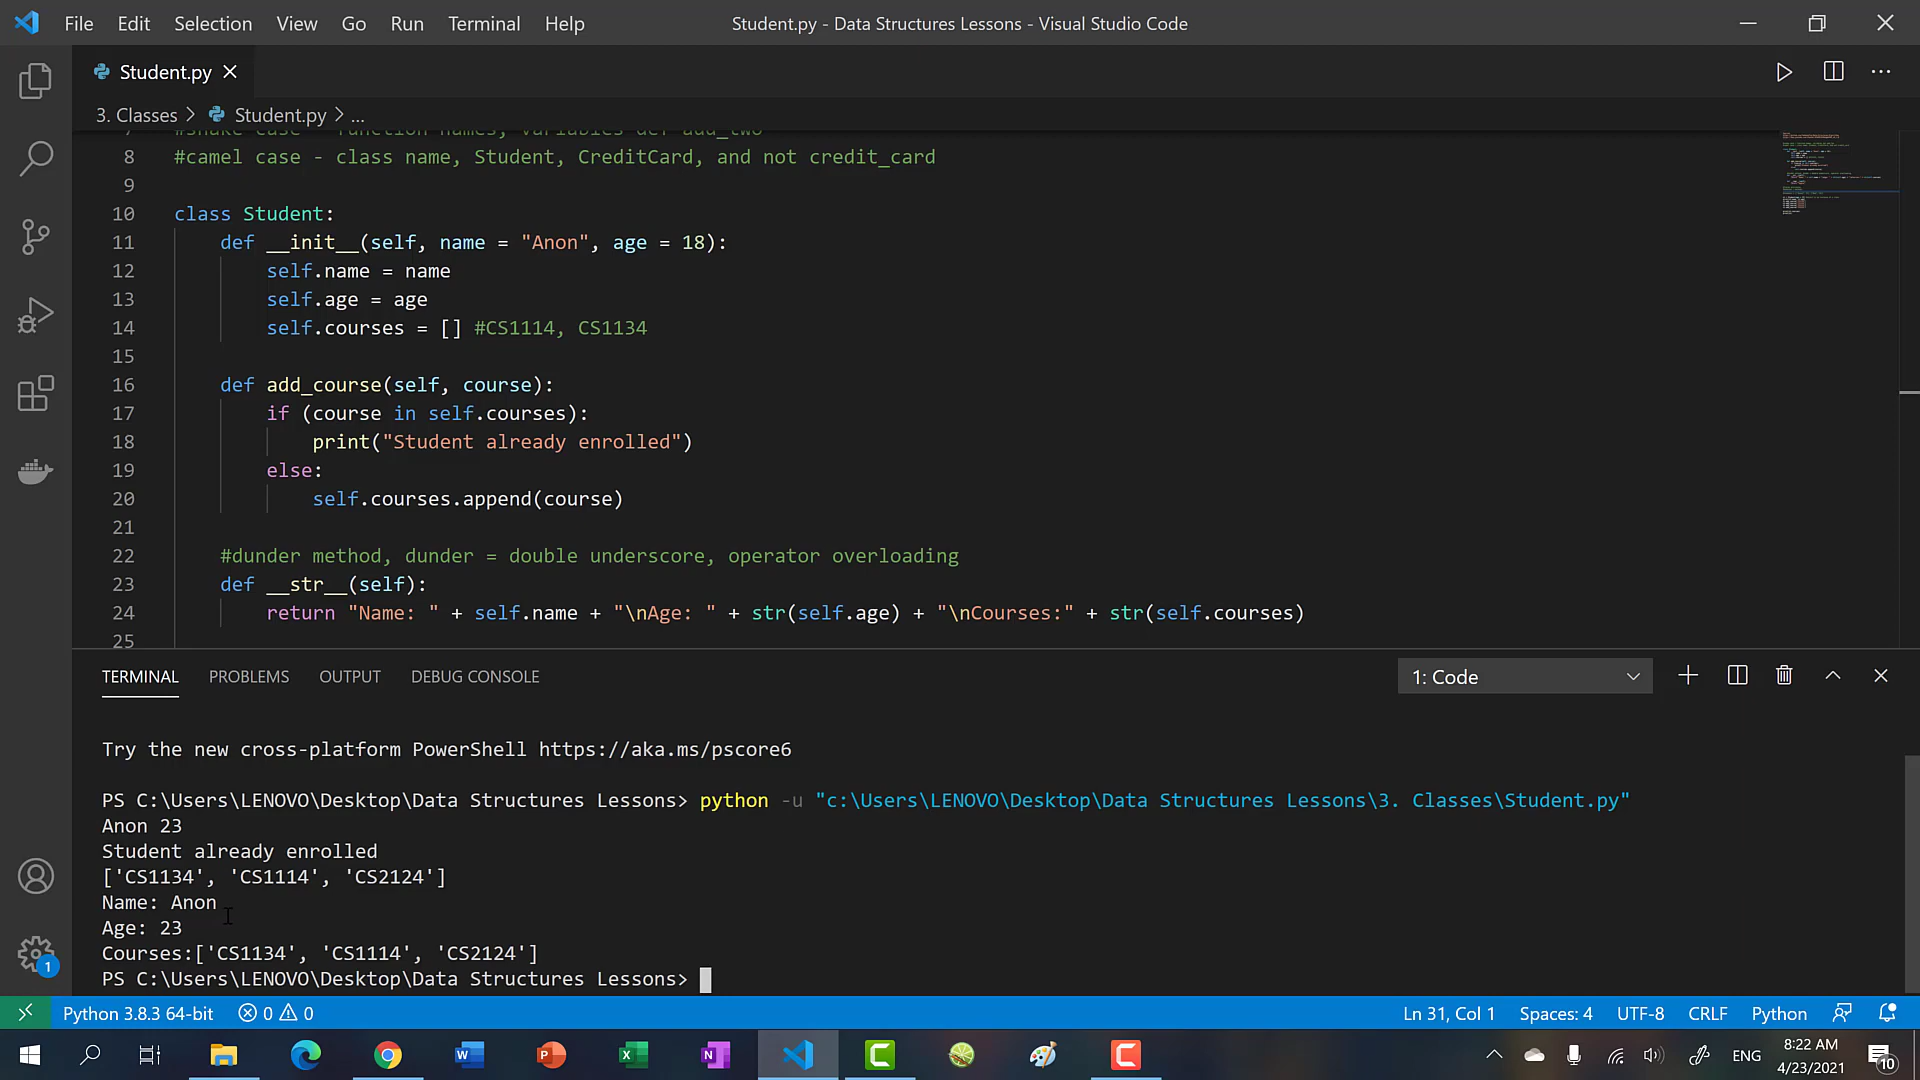 File Edit Selection View Go Run Terminal Help
Student.py - Data Structures Lessons - Visual Studio Code
Student.py
3. Classes > Student.py > ...
#snake case - function names, variables def add_two
8 #camel case - class name, Student, CreditCard, and not credit_card
9
10 class Student:
11 def __init__(self, name = "Anon", age = 18):
12 self.name = name
13 self.age = age
14 self.courses = [] #CS1114, CS1134
15
16 def add_course(self, course):
17 if (course in self.courses):
18 print("Student already enrolled")
19 else:
20 self.courses.append(course)
21
22 #dunder method, dunder = double underscore, operator overloading
23 def __str__(self):
24 return "Name: " + self.name + "\nAge: " + str(self.age) + "\nCourses:" + str(self.courses)
25
TERMINAL PROBLEMS OUTPUT DEBUG CONSOLE
1: Code
Try the new cross-platform PowerShell https://aka.ms/pscore6
PS C:\Users\LENOVO\Desktop\Data Structures Lessons> python -u "c:\Users\LENOVO\Desktop\Data Structures Lessons\3. Classes\Student.py"
Anon 23
Student already enrolled
['CS1134', 'CS1114', 'CS2124']
Name: Anon
Age: 23
Courses:['CS1134', 'CS1114', 'CS2124']
PS C:\Users\LENOVO\Desktop\Data Structures Lessons>
1
Python 3.8.3 64-bit 0 0
Ln 31, Col 1 Spaces: 4 UTF-8 CRLF Python
ENG
8:22 AM
4/23/2021
10